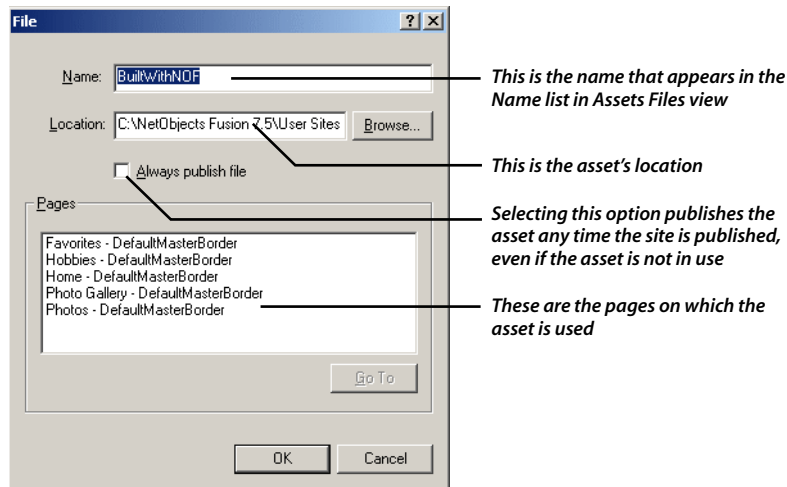 File
Name:
BuiltWithNOF
This is the name that appears in the
Name list in Assets Files view
Location:
C:\NetObjects Fusion 7.5\User Sites
Browse...
This is the asset's location
Always publish file
Selecting this option publishes the
asset any time the site is published,
even if the asset is not in use
Pages
Favorites - DefaultMasterBorder
Hobbies - DefaultMasterBorder
Home - DefaultMasterBorder
Photo Gallery - DefaultMasterBorder
Photos - DefaultMasterBorder
These are the pages on which the
asset is used
Go To
OK
Cancel